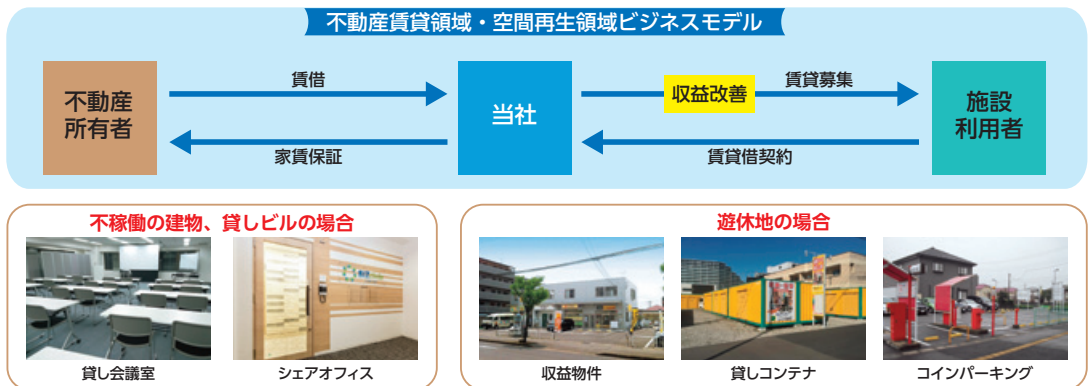 不動産賃貸領域・空間再生領域ビジネスモデル
不動産
所有者
賃借
家賃保証
当社
収益改善
賃貸募集
賃貸借契約
施設
利用者
不稼働の建物、貸しビルの場合
貸し会議室
シェアオフィス
遊休地の場合
収益物件
貸しコンテナ
コインパーキング